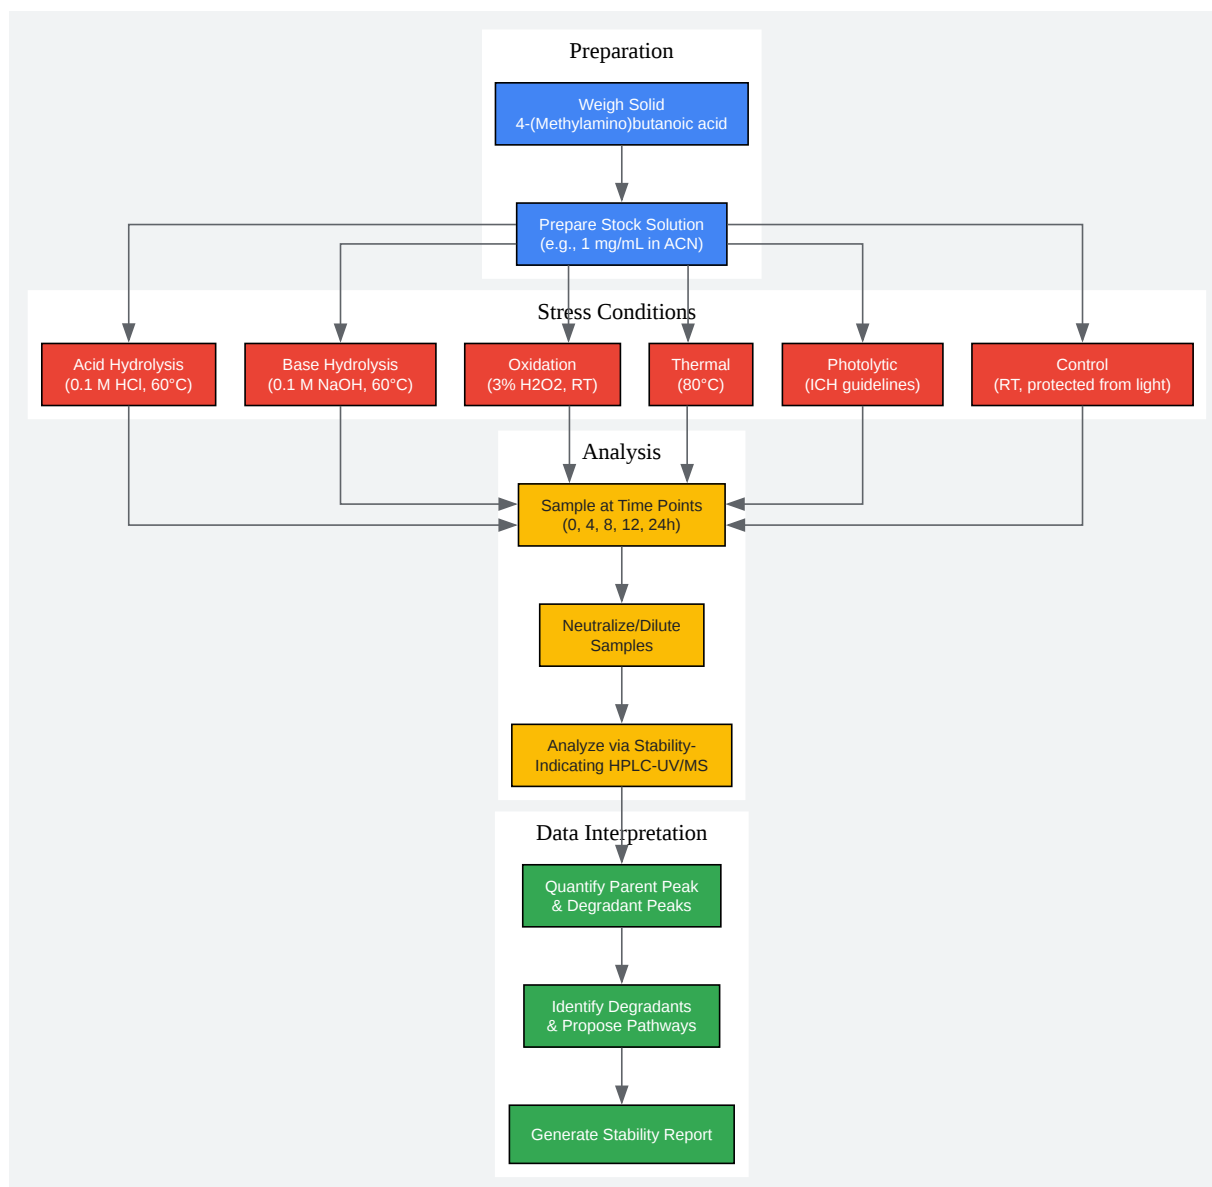 Preparation
Weigh Solid
4-(Methylamino)butanoic acid
Prepare Stock Solution
(e.g., 1 mg/mL in ACN)
Stress Conditions
Acid Hydrolysis
(0.1 M HCl, 60°C)
Base Hydrolysis
(0.1 M NaOH, 60°C)
Oxidation
(3% H2O2, RT)
Thermal
(80°C)
Photolytic
(ICH guidelines)
Control
(RT, protected from light)
Analysis
Sample at Time Points
(0, 4, 8, 12, 24h)
Neutralize/Dilute
Samples
Analyze via Stability-
Indicating HPLC-UV/MS
Data Interpretation
Quantify Parent Peak
& Degradant Peaks
Identify Degradants
& Propose Pathways
Generate Stability Report